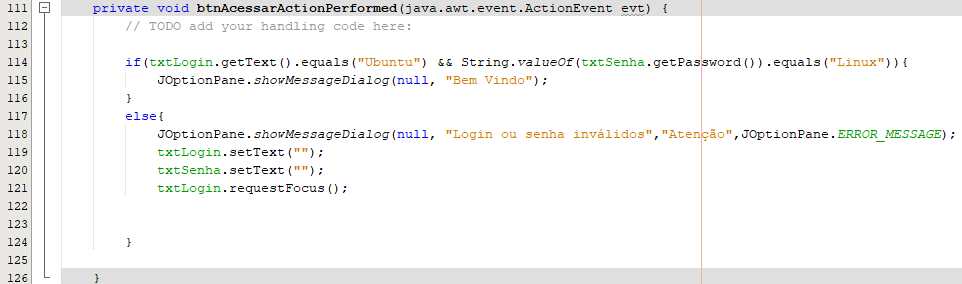 111 private void btnAcessarActionPerformed(java.awt.event.ActionEvent evt) {
112 // TODO add your handling code here:
113
114 if(txtLogin.getText().equals("Ubuntu") && String.valueOf(txtSenha.getPassword()).equals("Linux")){
115 JOptionPane.showMessageDialog(null, "Bem Vindo");
116 }
117 else{
118 JOptionPane.showMessageDialog(null, "Login ou senha inválidos","Atenção",JOptionPane.ERROR_MESSAGE);
119 txtLogin.setText("");
120 txtSenha.setText("");
121 txtLogin.requestFocus();
122
123
124 }
125
126 }